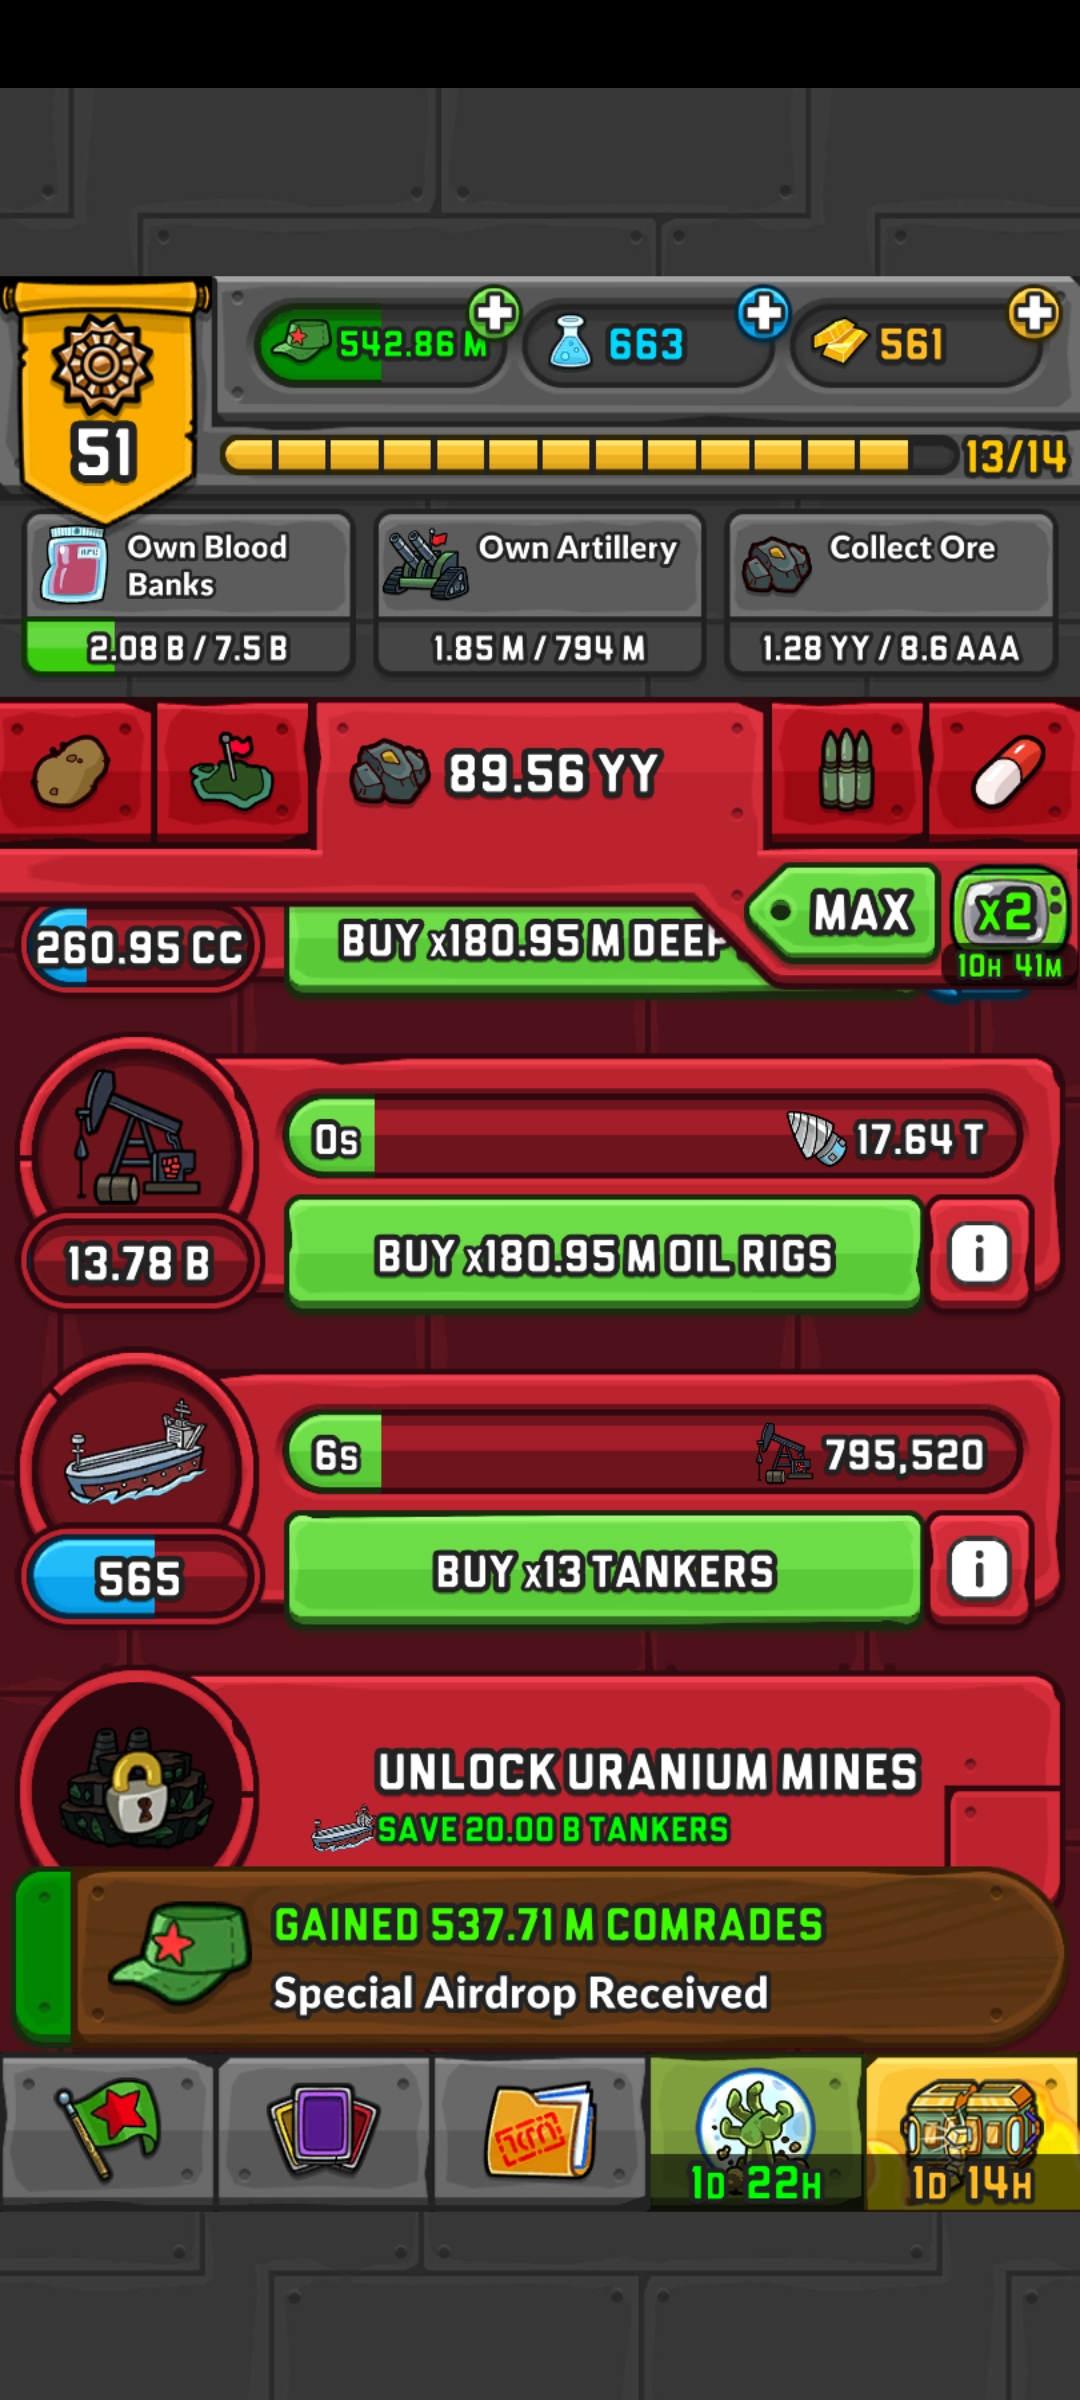 542.86 M
663
561
51
13/14
Own Blood
Banks
Own Artillery
Collect Ore
2.08 B / 7.5 B
1.85 M / 794 M
1.28 YY / 8.6 AAA
89.56 YY
MAX
x2
10H 41M
260.95 CC
BUY x180.95 M DEEP
0s
17.64 T
13.78 B
BUY x180.95 M OIL RIGS
i
6s
795,520
565
BUY x13 TANKERS
i
UNLOCK URANIUM MINES
SAVE 20.00 B TANKERS
GAINED 537.71 M COMRADES
Special Airdrop Received
1D 22H
1D 14H